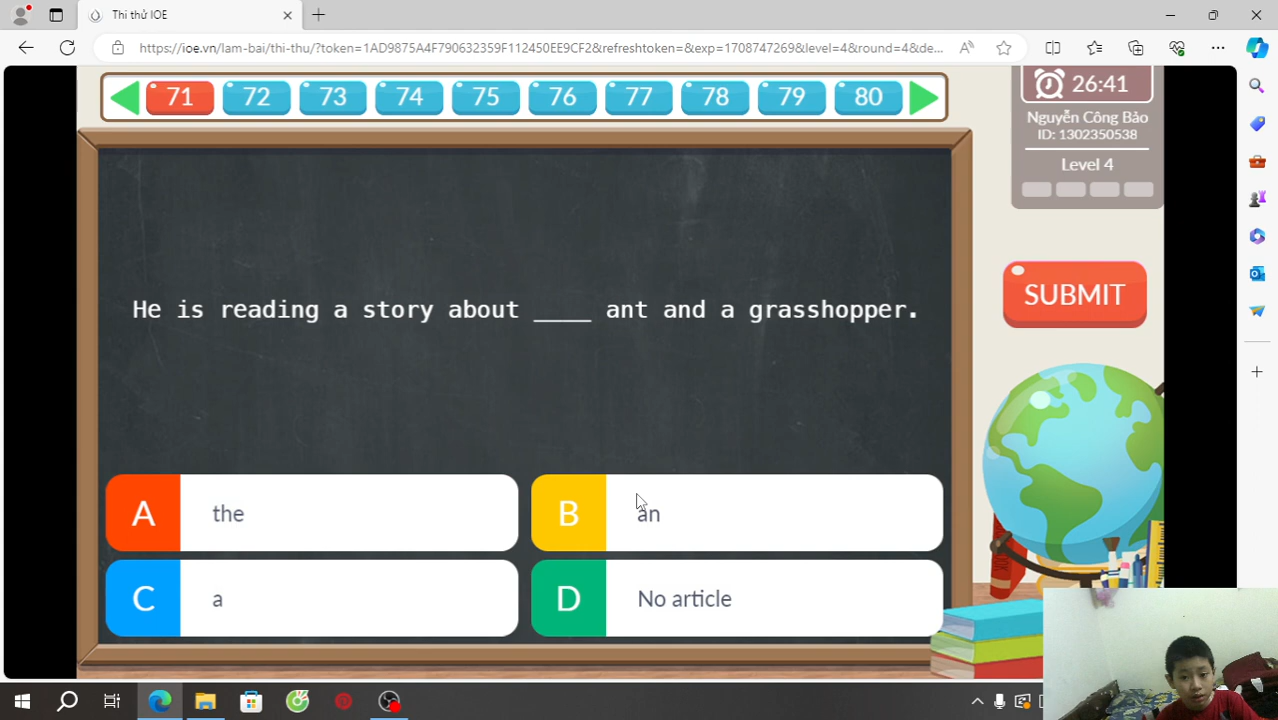 Thi thử IOE
https://ioe.vn/lam-bai/thi-thu/?token=1AD9875A4F790632359F112450EE9CF2&refreshtoken=&exp=1708747269&level=4&round=4&de...
71 72 73 74 75 76 77 78 79 80
26:41
Nguyễn Công Bảo
ID: 1302350538
Level 4
SUBMIT
He is reading a story about ____ ant and a grasshopper.
A the
B an
C a
D No article